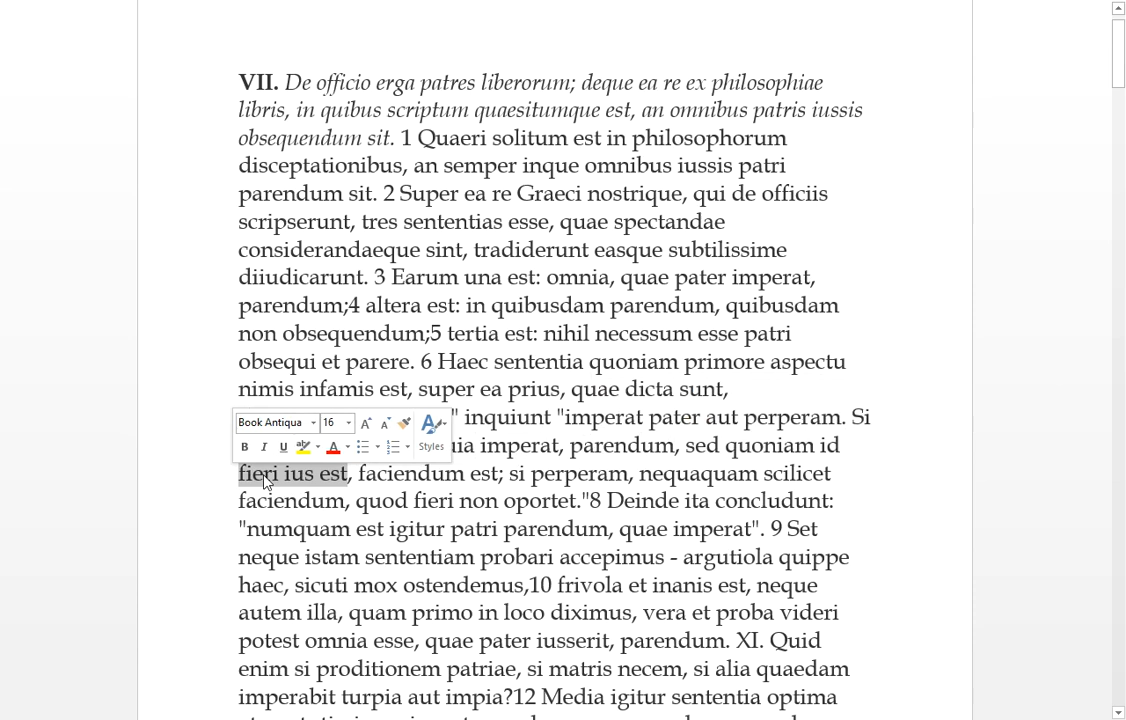 VII. De officio erga patres liberorum; deque ea re ex philosophiae
libris, in quibus scriptum quaesitumque est, an omnibus patris iussis
obsequendum sit. 1 Quaeri solitum est in philosophorum
disceptationibus, an semper inque omnibus iussis patri
parendum sit. 2 Super ea re Graeci nostrique, qui de officiis
scripserunt, tres sententias esse, quae spectandae
considerandaeque sint, tradiderunt easque subtilissime
diiudicarunt. 3 Earum una est: omnia, quae pater imperat,
parendum;4 altera est: in quibusdam parendum, quibusdam
non obsequendum;5 tertia est: nihil necessum esse patri
obsequi et parere. 6 Haec sententia quoniam primore aspectu
nimis infamis est, super ea prius, quae dicta sunt,
" inquiunt "imperat pater aut perperam. Si
Book Antiqua 16
imperat, parendum, sed quoniam id
B I U ab A Styles
fieri ius est, faciendum est; si perperam, nequaquam scilicet
faciendum, quod fieri non oportet."8 Deinde ita concludunt:
"numquam est igitur patri parendum, quae imperat". 9 Set
neque istam sententiam probari accepimus - argutiola quippe
haec, sicuti mox ostendemus,10 frivola et inanis est, neque
autem illa, quam primo in loco diximus, vera et proba videri
potest omnia esse, quae pater iusserit, parendum. XI. Quid
enim si proditionem patriae, si matris necem, si alia quaedam
imperabit turpia aut impia?12 Media igitur sententia optima